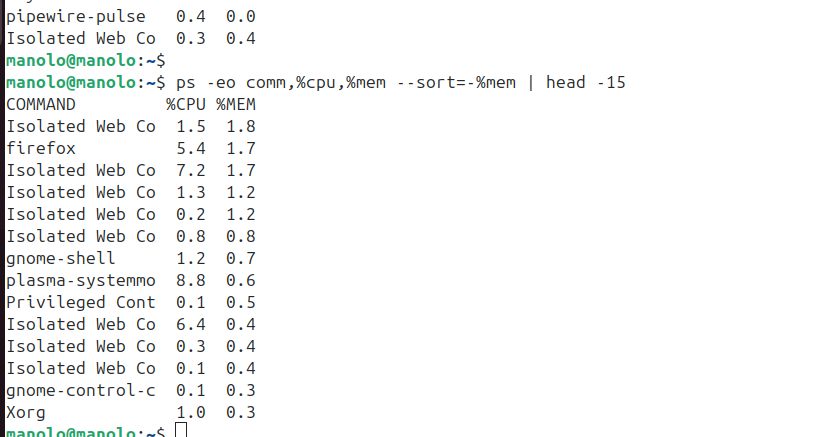 pipewire-pulse   0.4  0.0
Isolated Web Co  0.3  0.4
manolo@manolo:~$
manolo@manolo:~$ ps -eo comm,%cpu,%mem --sort=-%mem | head -15
COMMAND         %CPU %MEM
Isolated Web Co  1.5  1.8
firefox          5.4  1.7
Isolated Web Co  7.2  1.7
Isolated Web Co  1.3  1.2
Isolated Web Co  0.2  1.2
Isolated Web Co  0.8  0.8
gnome-shell      1.2  0.7
plasma-systemmo  8.8  0.6
Privileged Cont  0.1  0.5
Isolated Web Co  6.4  0.4
Isolated Web Co  0.3  0.4
Isolated Web Co  0.1  0.4
gnome-control-c  0.1  0.3
Xorg             1.0  0.3
manolo@manolo:~$